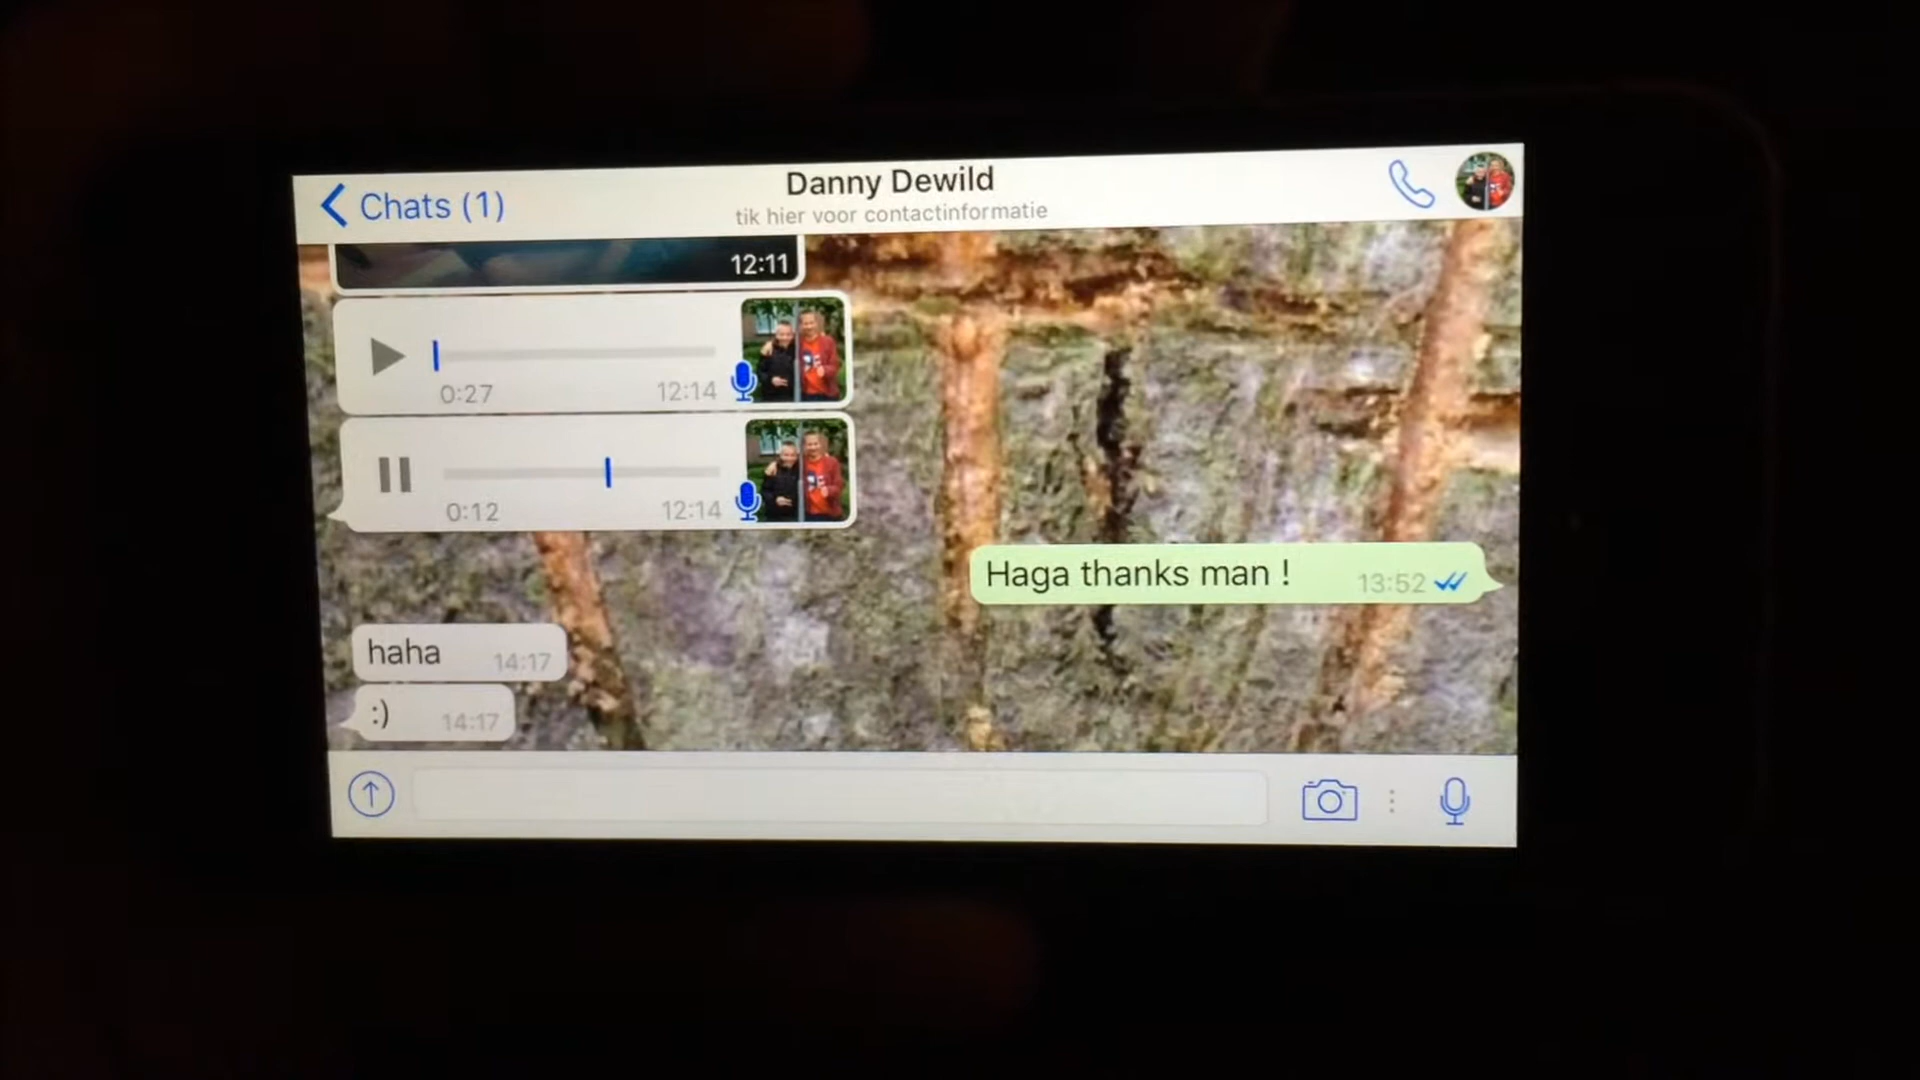 Chats (1)
Danny Dewild
tik hier voor contactinformatie
12:11
0:27
12:14
0:12
12:14
Haga thanks man !
13:52
haha
14:17
:)
14:17